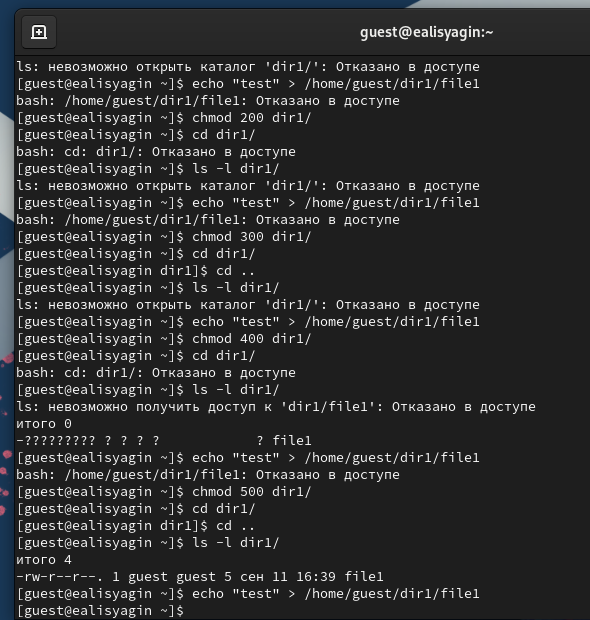 guest@ealisyagin:~
ls: невозможно открыть каталог 'dir1/': Отказано в доступе
[guest@ealisyagin ~]$ echo "test" > /home/guest/dir1/file1
bash: /home/guest/dir1/file1: Отказано в доступе
[guest@ealisyagin ~]$ chmod 200 dir1/
[guest@ealisyagin ~]$ cd dir1/
bash: cd: dir1/: Отказано в доступе
[guest@ealisyagin ~]$ ls -l dir1/
ls: невозможно открыть каталог 'dir1/': Отказано в доступе
[guest@ealisyagin ~]$ echo "test" > /home/guest/dir1/file1
bash: /home/guest/dir1/file1: Отказано в доступе
[guest@ealisyagin ~]$ chmod 300 dir1/
[guest@ealisyagin ~]$ cd dir1/
[guest@ealisyagin dir1]$ cd ..
[guest@ealisyagin ~]$ ls -l dir1/
ls: невозможно открыть каталог 'dir1/': Отказано в доступе
[guest@ealisyagin ~]$ echo "test" > /home/guest/dir1/file1
[guest@ealisyagin ~]$ chmod 400 dir1/
[guest@ealisyagin ~]$ cd dir1/
bash: cd: dir1/: Отказано в доступе
[guest@ealisyagin ~]$ ls -l dir1/
ls: невозможно получить доступ к 'dir1/file1': Отказано в доступе
итого 0
-????????? ? ? ? ?            ? file1
[guest@ealisyagin ~]$ echo "test" > /home/guest/dir1/file1
bash: /home/guest/dir1/file1: Отказано в доступе
[guest@ealisyagin ~]$ chmod 500 dir1/
[guest@ealisyagin ~]$ cd dir1/
[guest@ealisyagin dir1]$ cd ..
[guest@ealisyagin ~]$ ls -l dir1/
итого 4
-rw-r--r--. 1 guest guest 5 сен 11 16:39 file1
[guest@ealisyagin ~]$ echo "test" > /home/guest/dir1/file1
[guest@ealisyagin ~]$